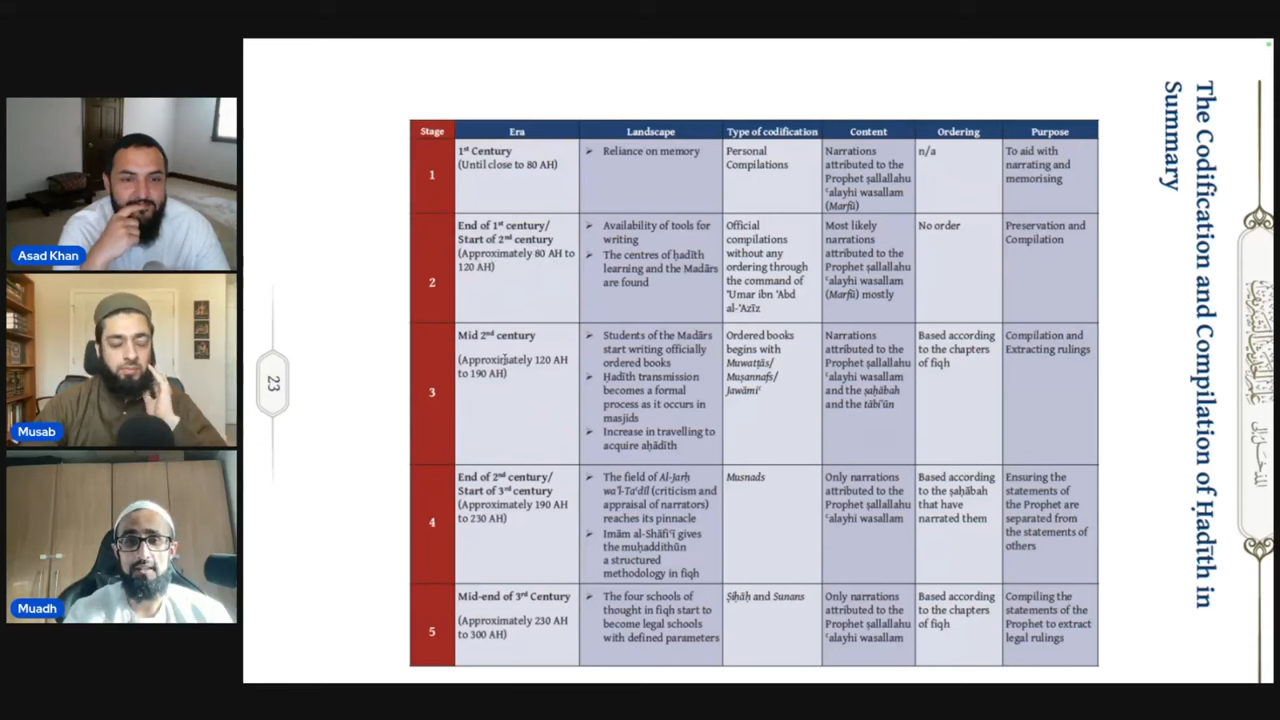 Asad Khan
Musab
Muadh
The Codification and Compilation of Ḥadīth in
Summary
23
Stage
Era
Landscape
Type of codification
Content
Ordering
Purpose
1
1st Century
(Until close to 80 AH)
➢ Reliance on memory
Personal
Compilations
Narrations
attributed to the
Prophet ṣallallahu
ʿalayhi wasallam
(Marfūʿ)
n/a
To aid with
narrating and
memorising
2
End of 1st century/
Start of 2nd century
(Approximately 80 AH to
120 AH)
➢ Availability of tools for
writing
➢ The centres of ḥadīth
learning and the Madārs
are found
Official
compilations
without any
ordering through
the command of
ʿUmar ibn ʿAbd
al-ʿAzīz
Most likely
narrations
attributed to the
Prophet ṣallallahu
ʿalayhi wasallam
(Marfūʿ) mostly
No order
Preservation and
Compilation
3
Mid 2nd century
(Approximately 120 AH
to 190 AH)
➢ Students of the Madārs
start writing officially
ordered books
➢ Ḥadīth transmission
becomes a formal
process as it occurs in
masjids
➢ Increase in travelling to
acquire aḥādīth
Ordered books
begins with
Muwaṭṭās/
Muṣannafs/
Jawāmiʿ
Narrations
attributed to the
Prophet ṣallallahu
ʿalayhi wasallam
and the ṣaḥābah
and the tābiʿūn
Based according
to the chapters
of fiqh
Compilation and
Extracting rulings
4
End of 2nd century/
Start of 3rd century
(Approximately 190 AH
to 230 AH)
➢ The field of Al-Jarḥ
wa'l-Taʿdīl (criticism and
appraisal of narrators)
reaches its pinnacle
➢ Imām al-Shāfiʿī gives
the muḥaddithūn
a structured
methodology in fiqh
Musnads
Only narrations
attributed to the
Prophet ṣallallahu
ʿalayhi wasallam
Based according
to the ṣaḥābah
that have
narrated them
Ensuring the
statements of
the Prophet are
separated from
the statements of
others
5
Mid-end of 3rd Century
(Approximately 230 AH
to 300 AH)
➢ The four schools of
thought in fiqh start to
become legal schools
with defined parameters
Ṣiḥāḥ and Sunans
Only narrations
attributed to the
Prophet ṣallallahu
ʿalayhi wasallam
Based according
to the chapters
of fiqh
Compiling the
statements of the
Prophet to extract
legal rulings